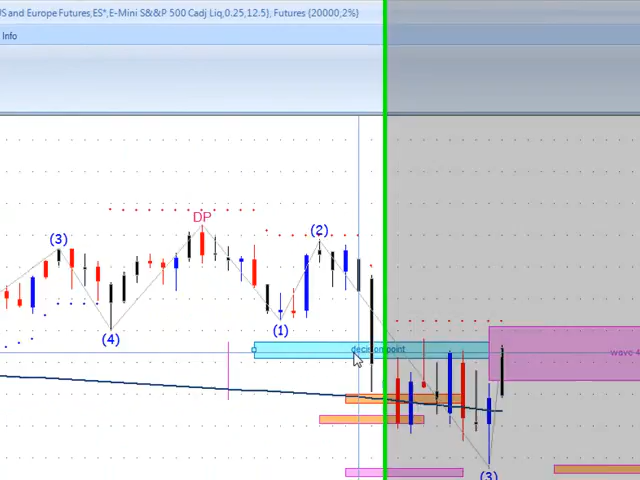 US and Europe Futures,ES*,E-Mini S&&P 500 Cadj Liq,0.25,12.5}, Futures {20000,2%}
Info
DP
(3)
(2)
(4)
(1)
decision point
wave 4
(3)